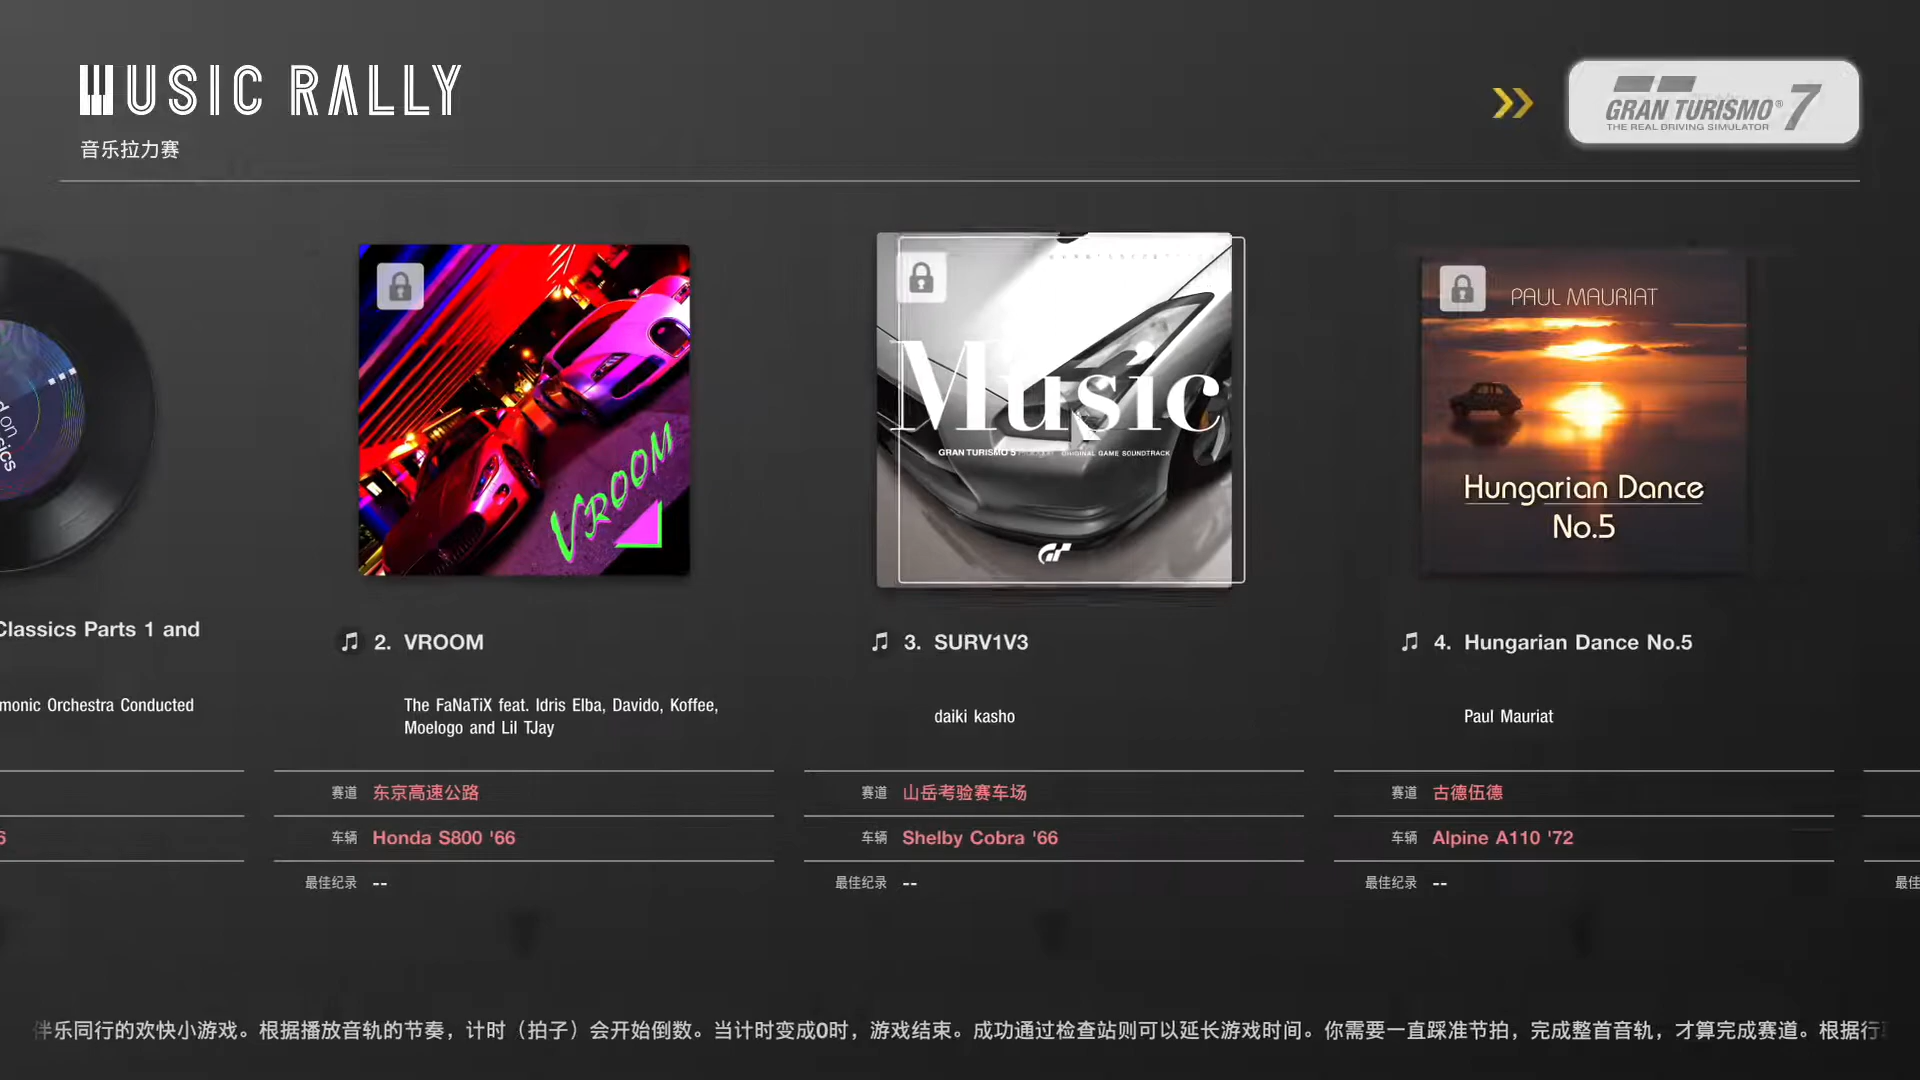 MUSIC RALLY
音乐拉力赛
GRAN TURISMO® 7
THE REAL DRIVING SIMULATOR
VROOM
Music
GRAN TURISMO 5 Prologue ORIGINAL GAME SOUNDTRACK
PAUL MAURIAT
Hungarian Dance
No.5
Classics Parts 1 and
monic Orchestra Conducted
6
2. VROOM
The FaNaTiX feat. Idris Elba, Davido, Koffee,
Moelogo and Lil TJay
赛道 东京高速公路
车辆 Honda S800 '66
最佳纪录 --
3. SURV1V3
daiki kasho
赛道 山岳考验赛车场
车辆 Shelby Cobra '66
最佳纪录 --
4. Hungarian Dance No.5
Paul Mauriat
赛道 古德伍德
车辆 Alpine A110 '72
最佳纪录 --
最佳
伴乐同行的欢快小游戏。根据播放音轨的节奏，计时（拍子）会开始倒数。当计时变成0时，游戏结束。成功通过检查站则可以延长游戏时间。你需要一直踩准节拍，完成整首音轨，才算完成赛道。根据行